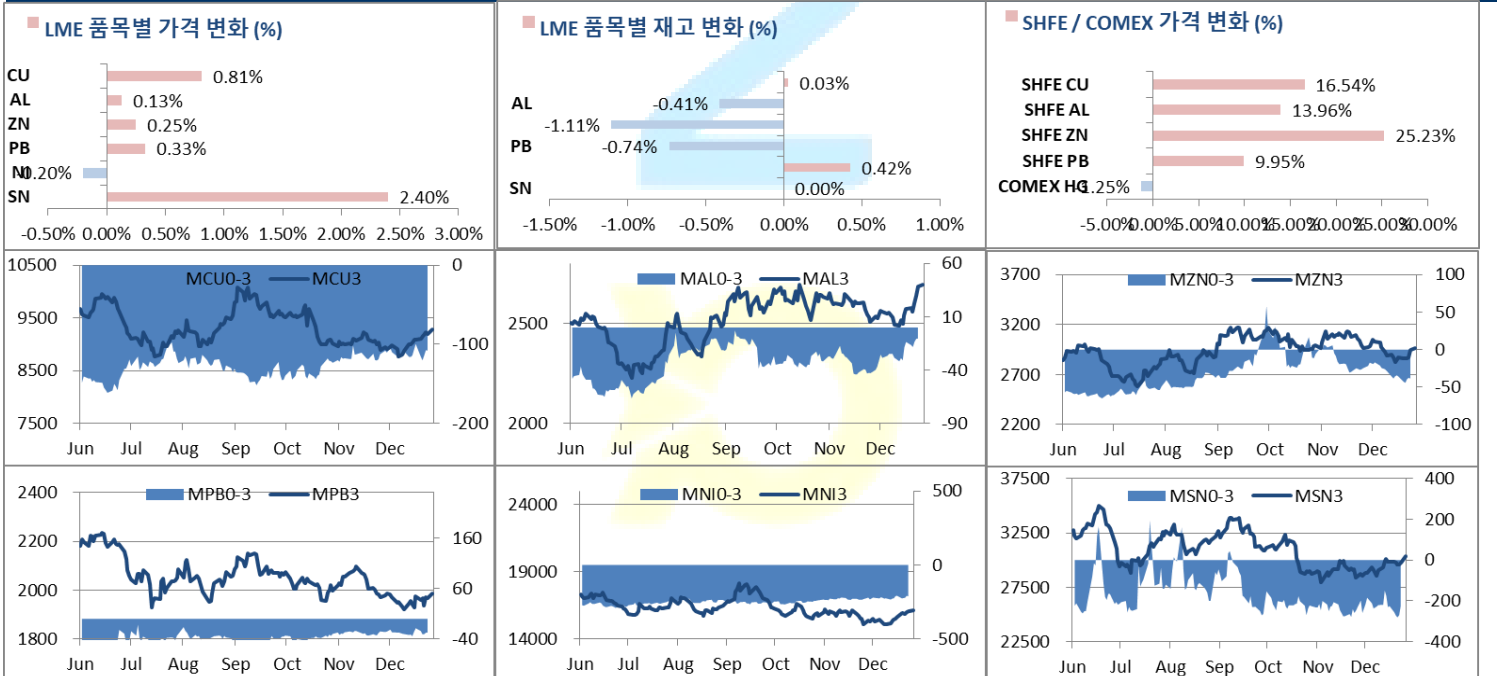 LME 품목별 가격 변화 (%)
CU 0.81%
AL 0.13%
ZN 0.25%
PB 0.33%
NI -0.20%
SN 2.40%
-0.50% 0.00% 0.50% 1.00% 1.50% 2.00% 2.50% 3.00%
LME 품목별 재고 변화 (%)
0.03%
AL -0.41%
-1.11%
PB -0.74%
0.42%
SN 0.00%
-1.50% -1.00% -0.50% 0.00% 0.50% 1.00%
SHFE / COMEX 가격 변화 (%)
SHFE CU 16.54%
SHFE AL 13.96%
SHFE ZN 25.23%
SHFE PB 9.95%
COMEX HG -1.25%
-5.00% 0.00% 5.00% 10.00% 15.00% 20.00% 25.00% 30.00%
MCU0-3 MCU3
10500 0
9500 -100
8500
7500 -200
Jun Jul Aug Sep Oct Nov Dec
MAL0-3 MAL3
60
2500 10
-40
2000 -90
Jun Jul Aug Sep Oct Nov Dec
MZN0-3 MZN3
3700 100
50
3200
0
2700
-50
2200 -100
Jun Jul Aug Sep Oct Nov Dec
MPB0-3 MPB3
2400
160
2200
2000 60
1800 -40
Jun Jul Aug Sep Oct Nov Dec
MNI0-3 MNI3
500
24000
19000 0
14000 -500
Jun Jul Aug Sep Oct Nov Dec
MSN0-3 MSN3
37500 400
32500 200
0
27500
-200
22500 -400
Jun Jul Aug Sep Oct Nov Dec